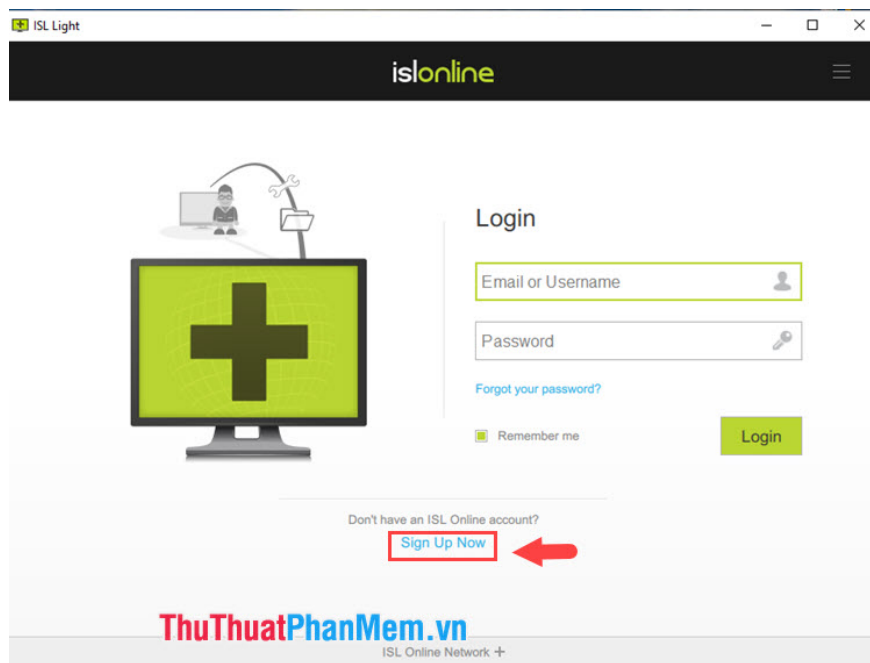 ISL Light
islonline
Login
Email or Username
Password
Forgot your password?
Remember me
Login
Don't have an ISL Online account?
Sign Up Now
ThuThuatPhanMem.vn
ISL Online Network +